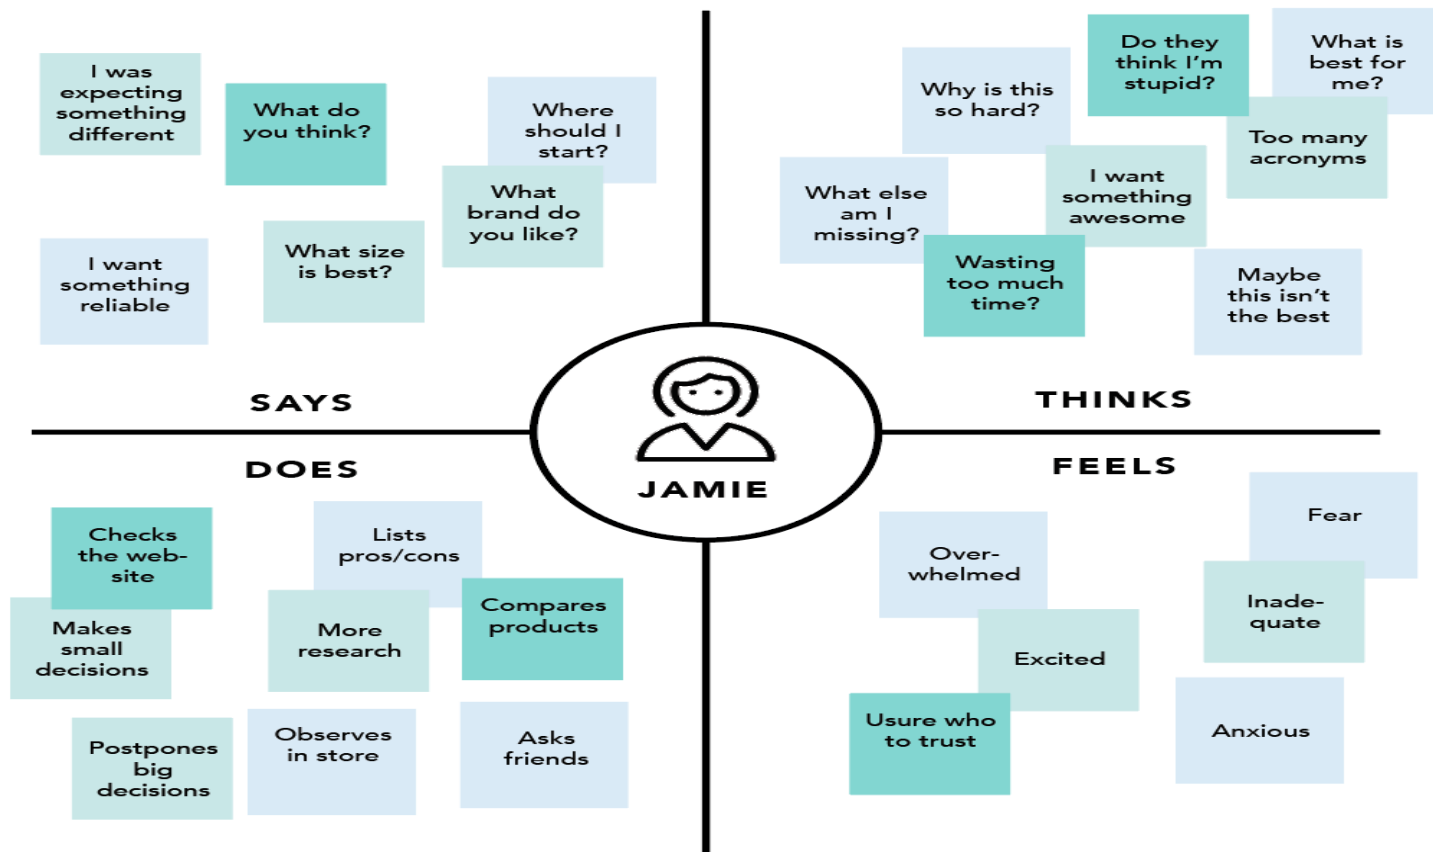 I was
expecting
something
different
What do
you think?
Where
should I
start?
What
brand do
you like?
What size
is best?
I want
something
reliable
SAYS
Do they
think I'm
stupid?
What is
best for
me?
Why is this
so hard?
Too many
acronyms
I want
something
awesome
What else
am I
missing?
Wasting
too much
time?
Maybe
this isn't
the best
THINKS
JAMIE
DOES
Checks
the web-
site
Lists
pros/cons
Compares
products
Makes
small
decisions
More
research
Postpones
big
decisions
Observes
in store
Asks
friends
FEELS
Fear
Over-
whelmed
Inade-
quate
Excited
Usure who
to trust
Anxious